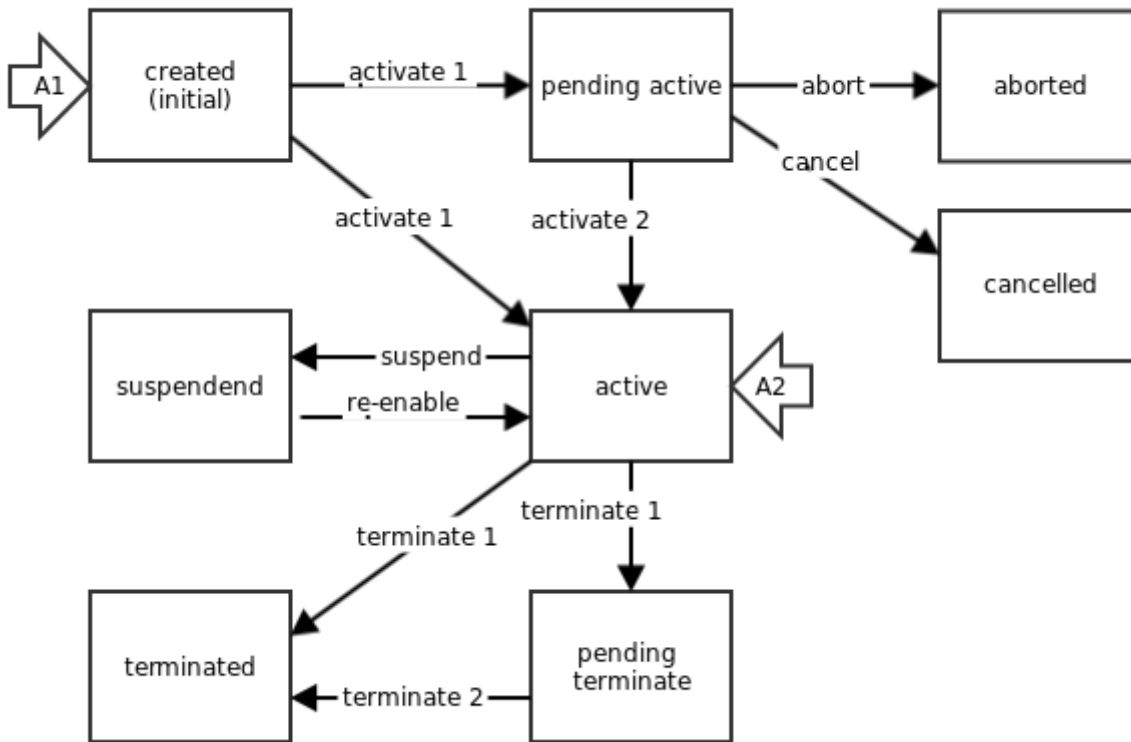 A1
created
(initial)
activate 1
pending active
abort
aborted
cancel
activate 1
activate 2
cancelled
suspendend
suspend
re-enable
active
A2
terminate 1
terminate 1
terminated
terminate 2
pending
terminate